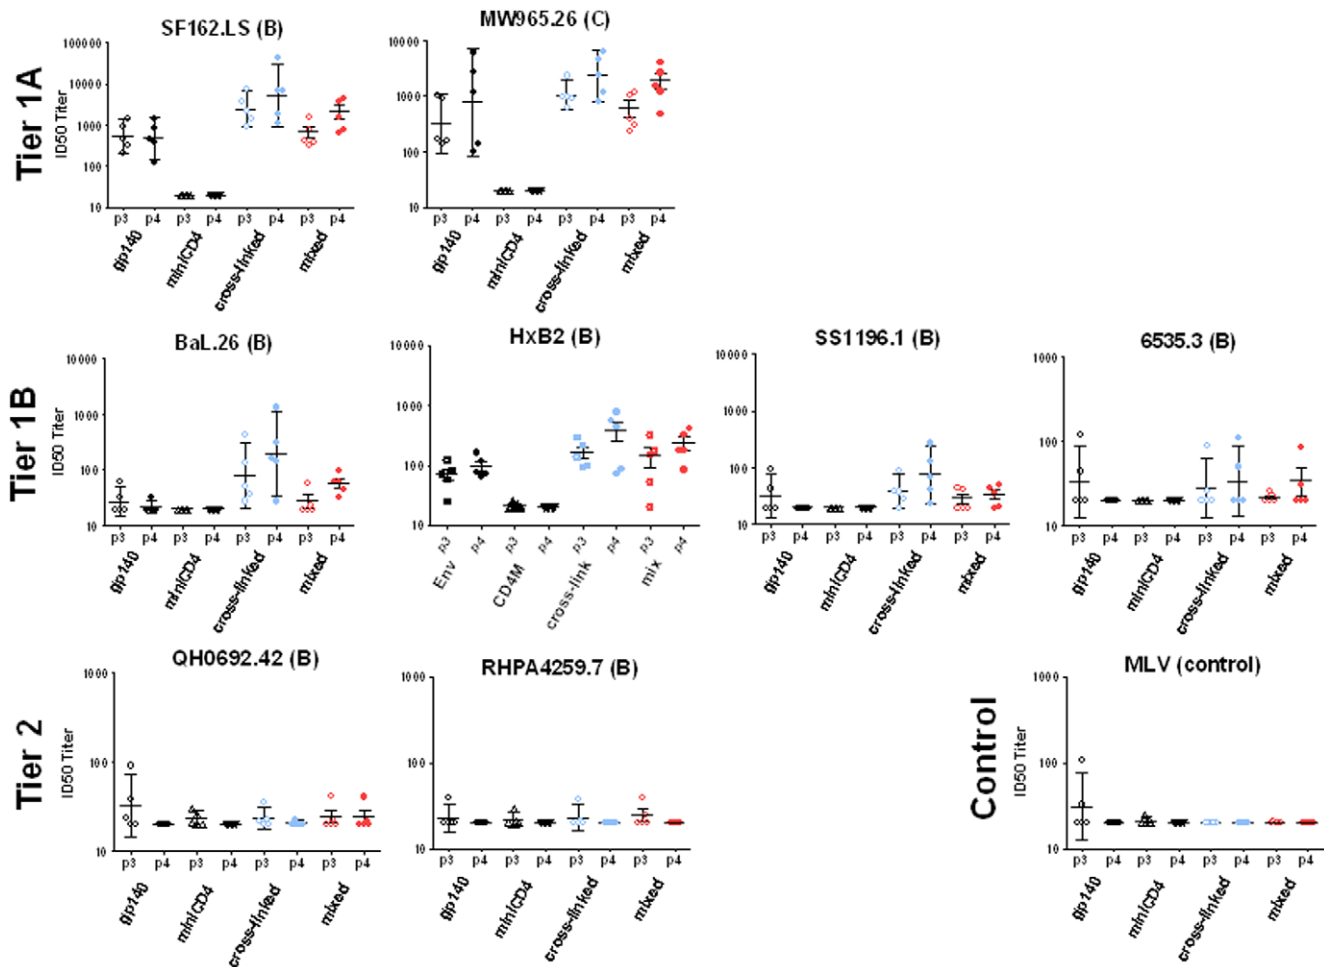 Tier 1A
SF162.LS (B)
ID50 Titer
100000
10000
1000
100
10
p3 p4 p3 p4 p3 p4 p3 p4
gp140 miniCD4 cross-linked mixed
MW965.26 (C)
10000
1000
100
10
p3 p4 p3 p4 p3 p4 p3 p4
gp140 miniCD4 cross-linked mixed
Tier 1B
BaL.26 (B)
ID50 Titer
10000
1000
100
10
p3 p4 p3 p4 p3 p4 p3 p4
gp140 miniCD4 cross-linked mixed
HxB2 (B)
10000
1000
100
10
p3 p4 p3 p4 p3 p4 p3 p4
Env CD4M cross-link mix
SS1196.1 (B)
10000
1000
100
10
p3 p4 p3 p4 p3 p4 p3 p4
gp140 miniCD4 cross-linked mixed
6535.3 (B)
1000
100
10
p3 p4 p3 p4 p3 p4 p3 p4
gp140 miniCD4 cross-linked mixed
Tier 2
QH0692.42 (B)
ID50 Titer
1000
100
10
p3 p4 p3 p4 p3 p4 p3 p4
gp140 miniCD4 cross-linked mixed
RHPA4259.7 (B)
1000
100
10
p3 p4 p3 p4 p3 p4 p3 p4
gp140 miniCD4 cross-linked mixed
Control
MLV (control)
ID50 Titer
1000
100
10
p3 p4 p3 p4 p3 p4 p3 p4
gp140 miniCD4 cross-linked mixed